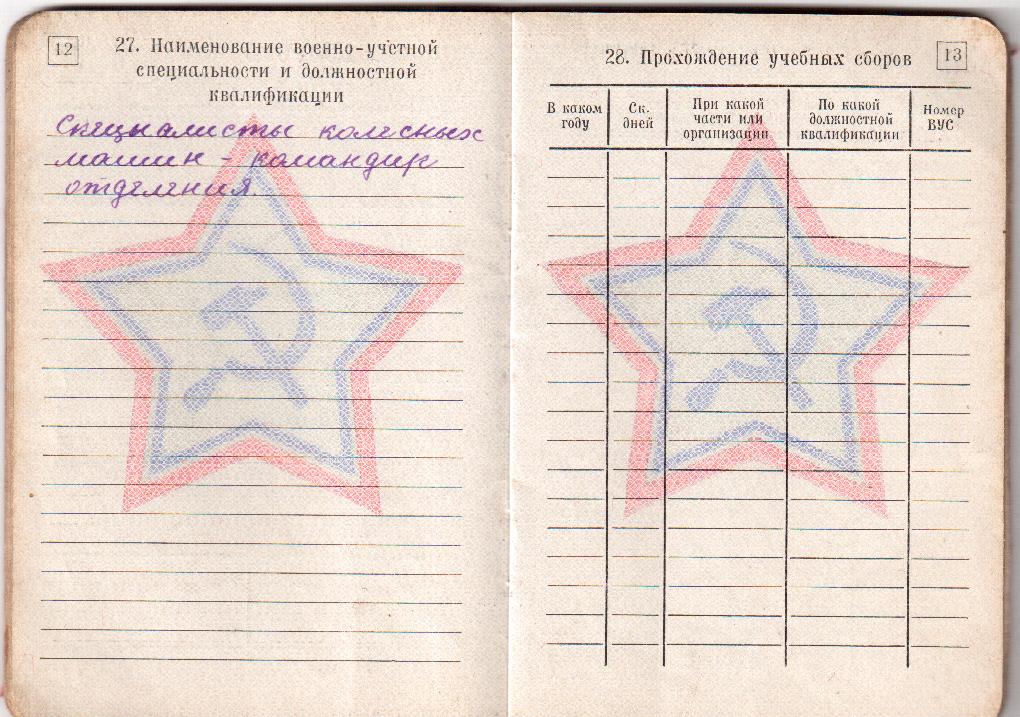 12
27. Наименование военно-учетной
специальности и должностной
квалификации
Специалисты колесных
машин - командир
отделения.
13
28. Прохождение учебных сборов
В каком
году
Ск.
дней
При какой
части или
организации
По какой
должностной
квалификации
Номер
ВУС